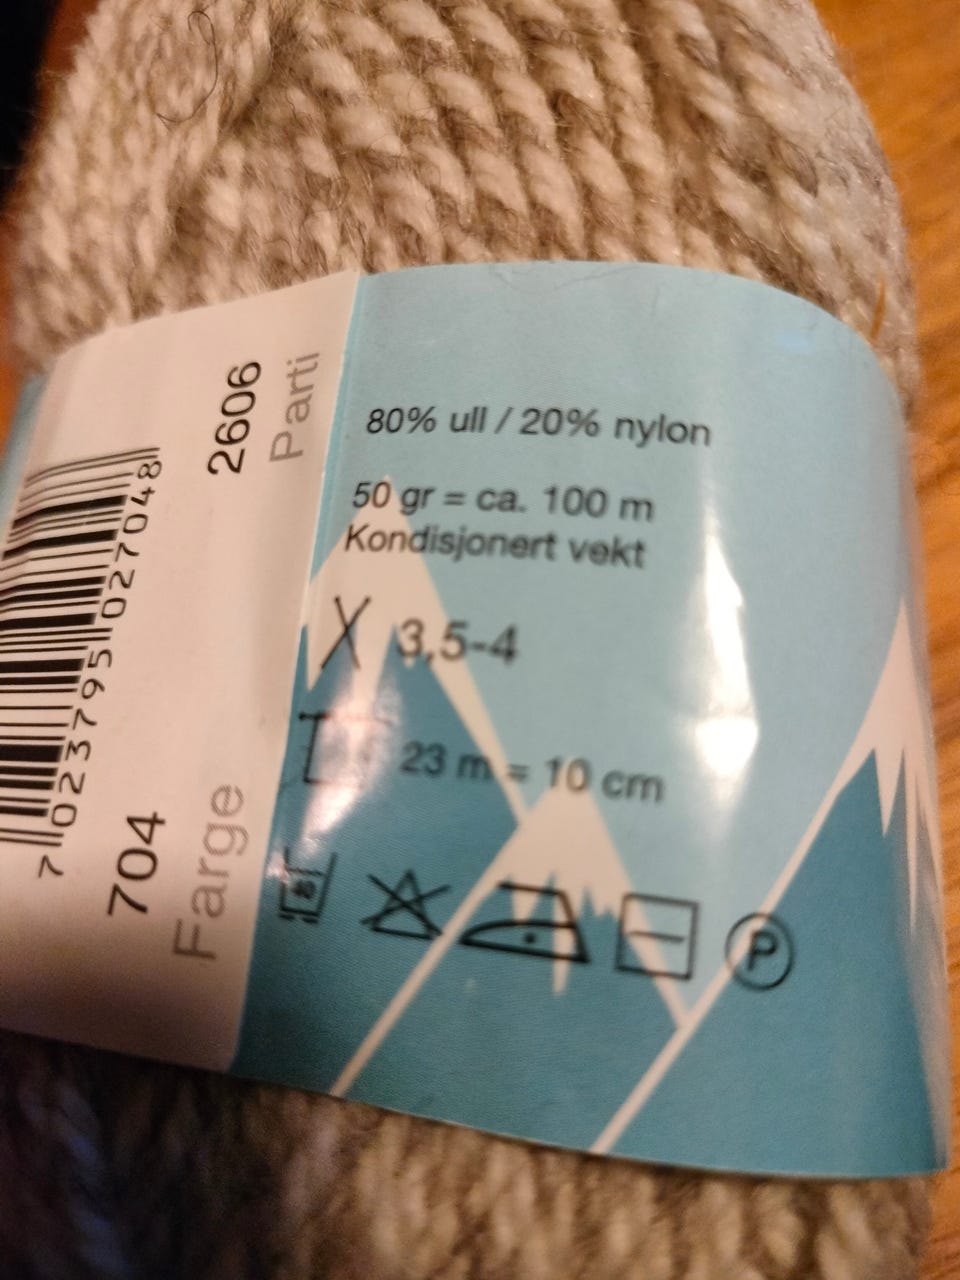 80% ull / 20% nylon
50 gr = ca. 100 m
Kondisjonert vekt
3,5-4
23 m = 10 cm
P
2606
Parti
7 023795 027048
704
Farge